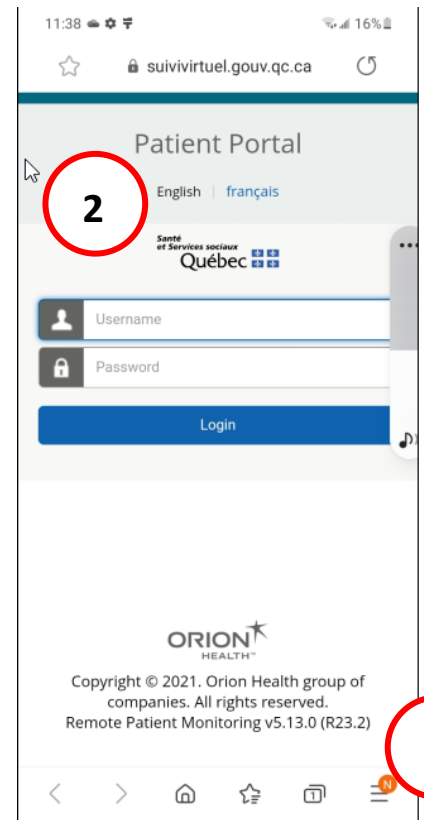 11:38 16%
suivivirtuel.gouv.qc.ca
Patient Portal
2
English | français
Santé
et Services sociaux
Québec
Username
Password
Login
ORION
HEALTH™
Copyright © 2021. Orion Health group of
companies. All rights reserved.
Remote Patient Monitoring v5.13.0 (R23.2)
1
N